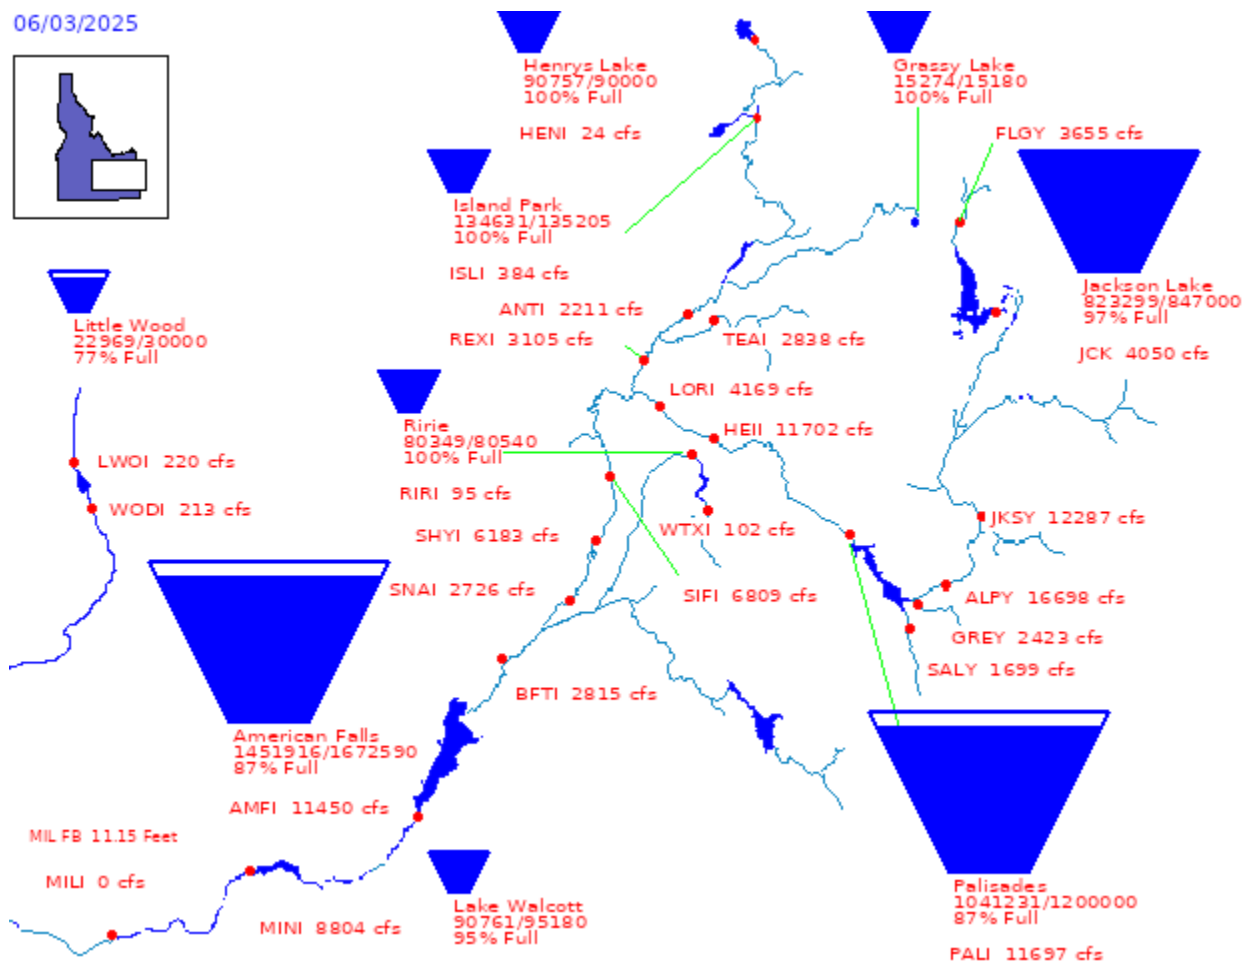 06/03/2025
Henrys Lake
90757/90000
100% Full
HENI 24 cfs
Grassy Lake
15274/15180
100% Full
FLGY 3655 cfs
Island Park
134631/135205
100% Full
ISLI 384 cfs
Jackson Lake
823299/847000
97% Full
JCK 4050 cfs
Little Wood
22969/30000
77% Full
ANTI 2211 cfs
REXI 3105 cfs
TEAI 2838 cfs
LORI 4169 cfs
HEII 11702 cfs
Ririe
80349/80540
100% Full
RIRI 95 cfs
LWOI 220 cfs
WODI 213 cfs
SHYI 6183 cfs
WTXI 102 cfs
JKSY 12287 cfs
SNAI 2726 cfs
SIFI 6809 cfs
ALPY 16698 cfs
GREY 2423 cfs
SALY 1699 cfs
BFTI 2815 cfs
American Falls
1451916/1672590
87% Full
AMFI 11450 cfs
MIL FB 11.15 Feet
MILI 0 cfs
MINI 8804 cfs
Lake Walcott
90761/95180
95% Full
Palisades
1041231/1200000
87% Full
PALI 11697 cfs